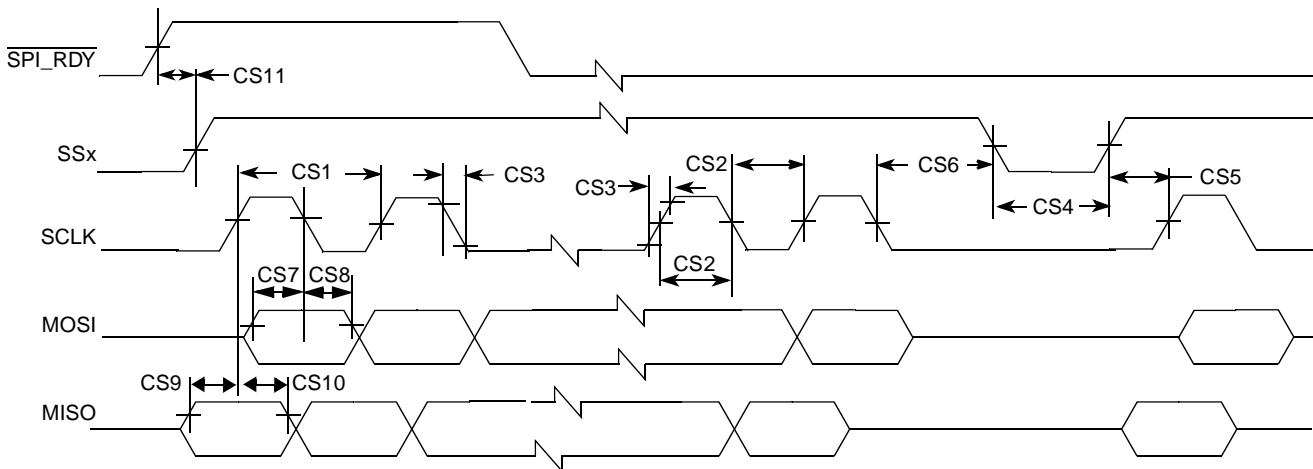 SPI_RDY
CS11
SSx
CS1
CS3
CS3
CS2
CS6
CS5
CS4
SCLK
CS2
CS7
CS8
MOSI
CS9
CS10
MISO